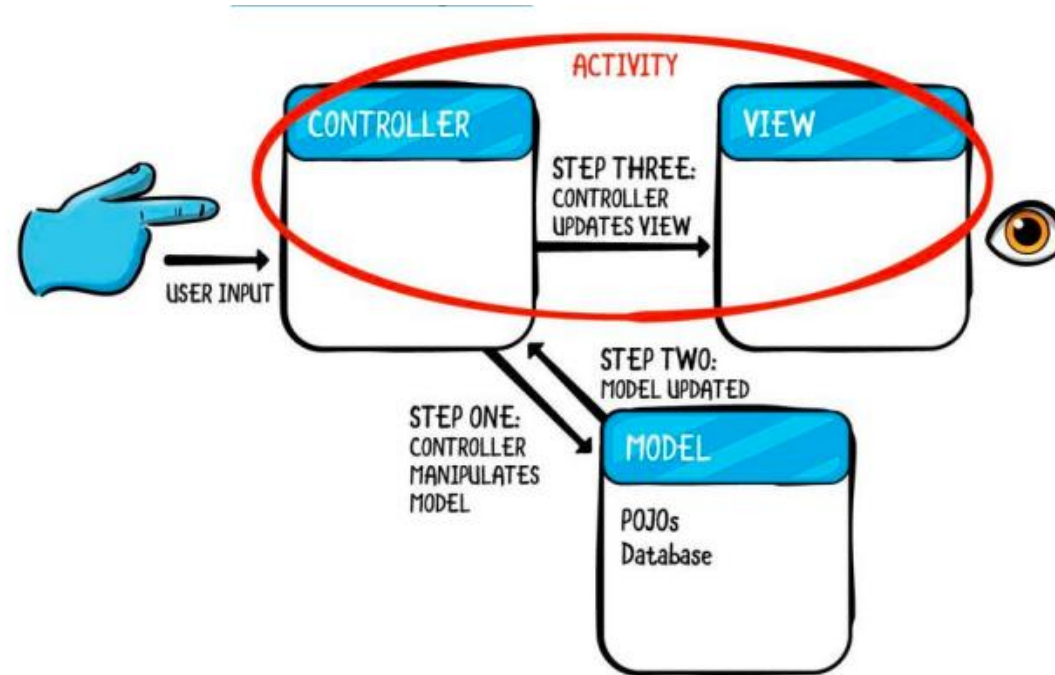 ACTIVITY
CONTROLLER
VIEW
STEP THREE:
CONTROLLER
UPDATES VIEW
USER INPUT
STEP TWO:
MODEL UPDATED
STEP ONE:
CONTROLLER
MANIPULATES
MODEL
MODEL
POJOs
Database